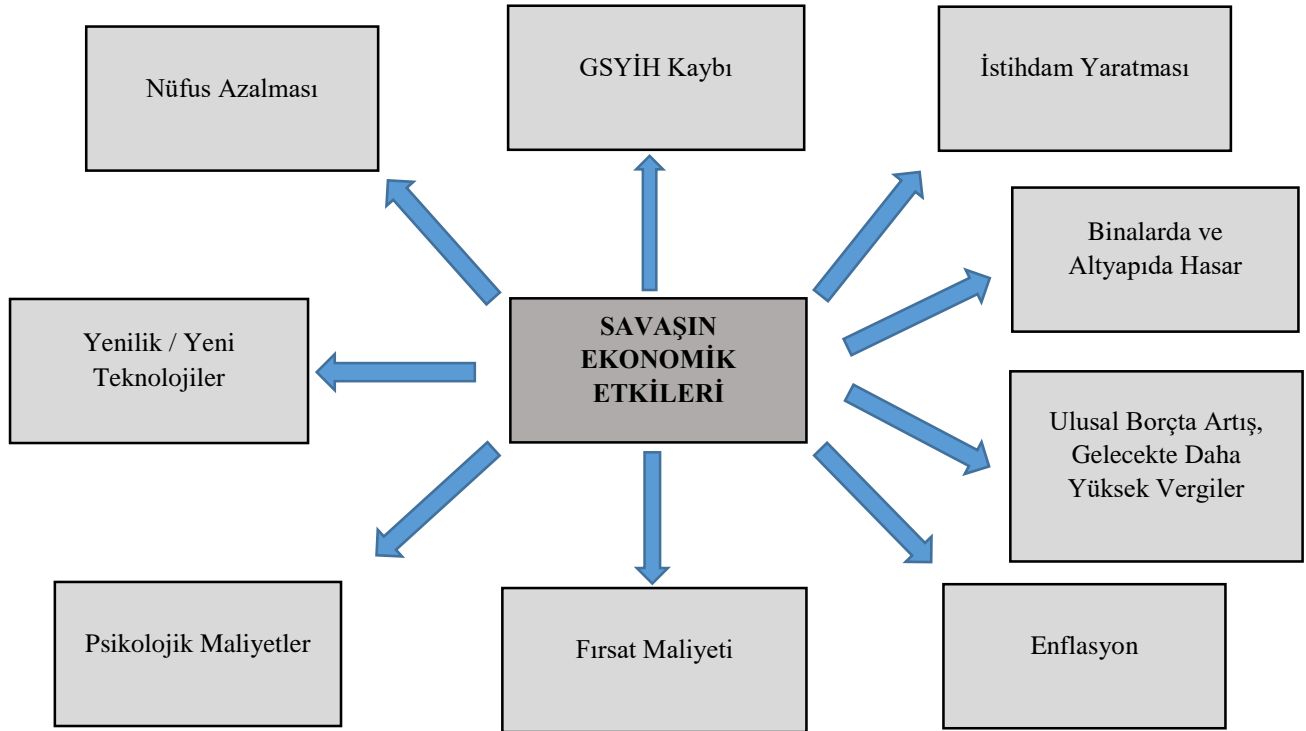 Nüfus Azalması
GSYİH Kaybı
İstihdam Yaratması
Binalarda ve
Altyapıda Hasar
Yenilik / Yeni
Teknolojiler
SAVAŞIN
EKONOMİK
ETKİLERİ
Ulusal Borçta Artış,
Gelecekte Daha
Yüksek Vergiler
Psikolojik Maliyetler
Fırsat Maliyeti
Enflasyon